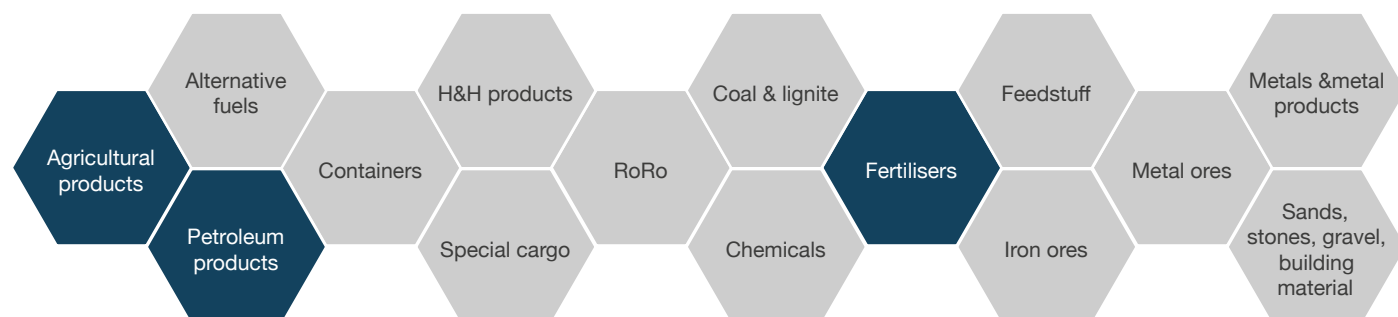 Agricultural
products
Alternative
fuels
Petroleum
products
Containers
H&H products
Special cargo
RoRo
Coal & lignite
Chemicals
Fertilisers
Feedstuff
Iron ores
Metal ores
Metals &metal
products
Sands,
stones, gravel,
building
material